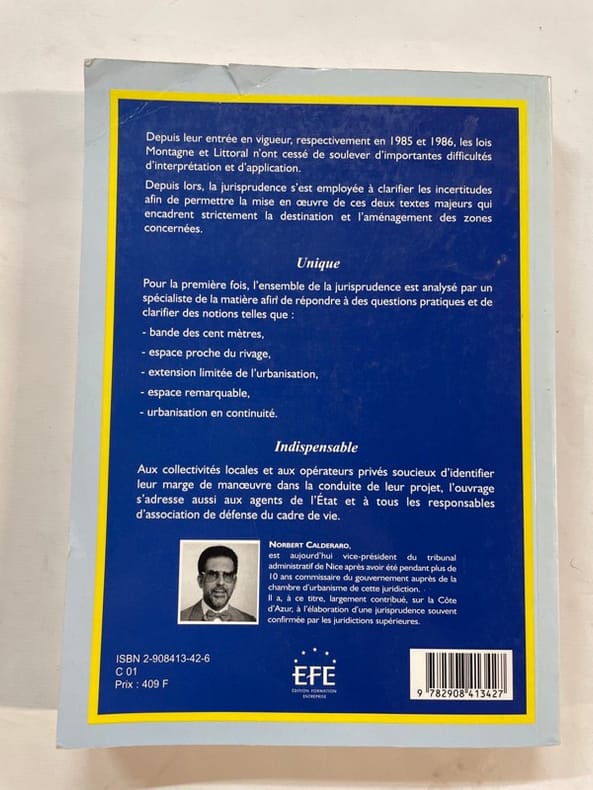 Depuis leur entrée en vigueur, respectivement en 1985 et 1986, les lois
Montagne et Littoral n'ont cessé de soulever d'importantes difficultés
d'interprétation et d'application.
Depuis lors, la jurisprudence s'est employée à clarifier les incertitudes
afin de permettre la mise en œuvre de ces deux textes majeurs qui
encadrent strictement la destination et l'aménagement des zones
concernées.
Unique
Pour la première fois, l'ensemble de la jurisprudence est analysé par un
spécialiste de la matière afin de répondre à des questions pratiques et de
clarifier des notions telles que :
- bande des cent mètres,
- espace proche du rivage,
- extension limitée de l'urbanisation,
- espace remarquable,
- urbanisation en continuité.
Indispensable
Aux collectivités locales et aux opérateurs privés soucieux d'identifier
leur marge de manœuvre dans la conduite de leur projet, l'ouvrage
s'adresse aussi aux agents de l'État et à tous les responsables
d'association de défense du cadre de vie.
NORBERT CALDERARO,
est aujourd'hui vice-président du tribunal
administratif de Nice après avoir été pendant plus de
10 ans commissaire du gouvernement auprès de la
chambre d'urbanisme de cette juridiction.
Il a, à ce titre, largement contribué, sur la Côte
d'Azur, à l'élaboration d'une jurisprudence souvent
confirmée par les juridictions supérieures.
ISBN 2-908413-42-6
C 01
Prix : 409 F
EFE
ÉDITION FORMATION
ENTREPRISE
9 782908 413427